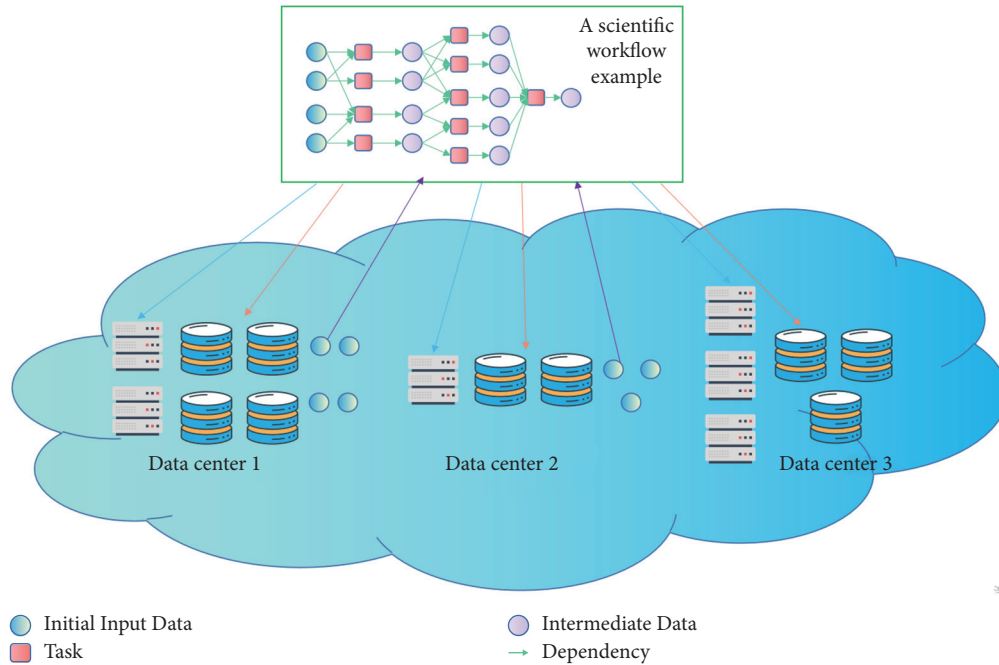 A scientific
workflow
example
Data center 1
Data center 2
Data center 3
Initial Input Data
Intermediate Data
Task
Dependency